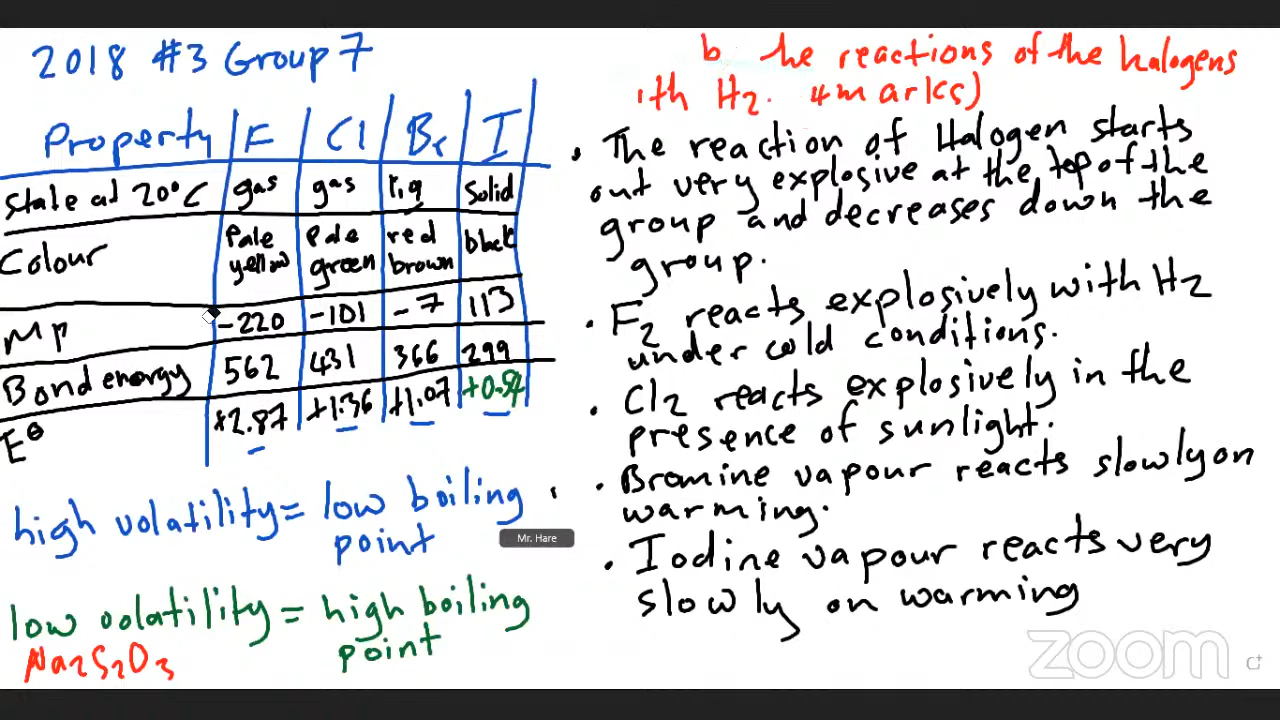 2018 #3 Group 7
Property F Cl Br I
State at 20°C gas gas liq Solid
Colour Pale yellow Pale green red brown black
Mp -220 -101 -7 113
Bond energy 562 431 366 299
E⊖ +2.87 +1.36 +1.07 +0.54
high volatility = low boiling
point
low volatility = high boiling
point
Na2S2O3
Mr. Hare
b the reactions of the halogens
ith H2. 4 marks)
• The reaction of Halogen starts
out very explosive at the top of the
group and decreases down the
group.
• F2 reacts explosively with H2
under cold conditions.
• Cl2 reacts explosively in the
presence of sunlight.
• Bromine vapour reacts slowly on
warming.
• Iodine vapour reacts very
slowly on warming
zoom